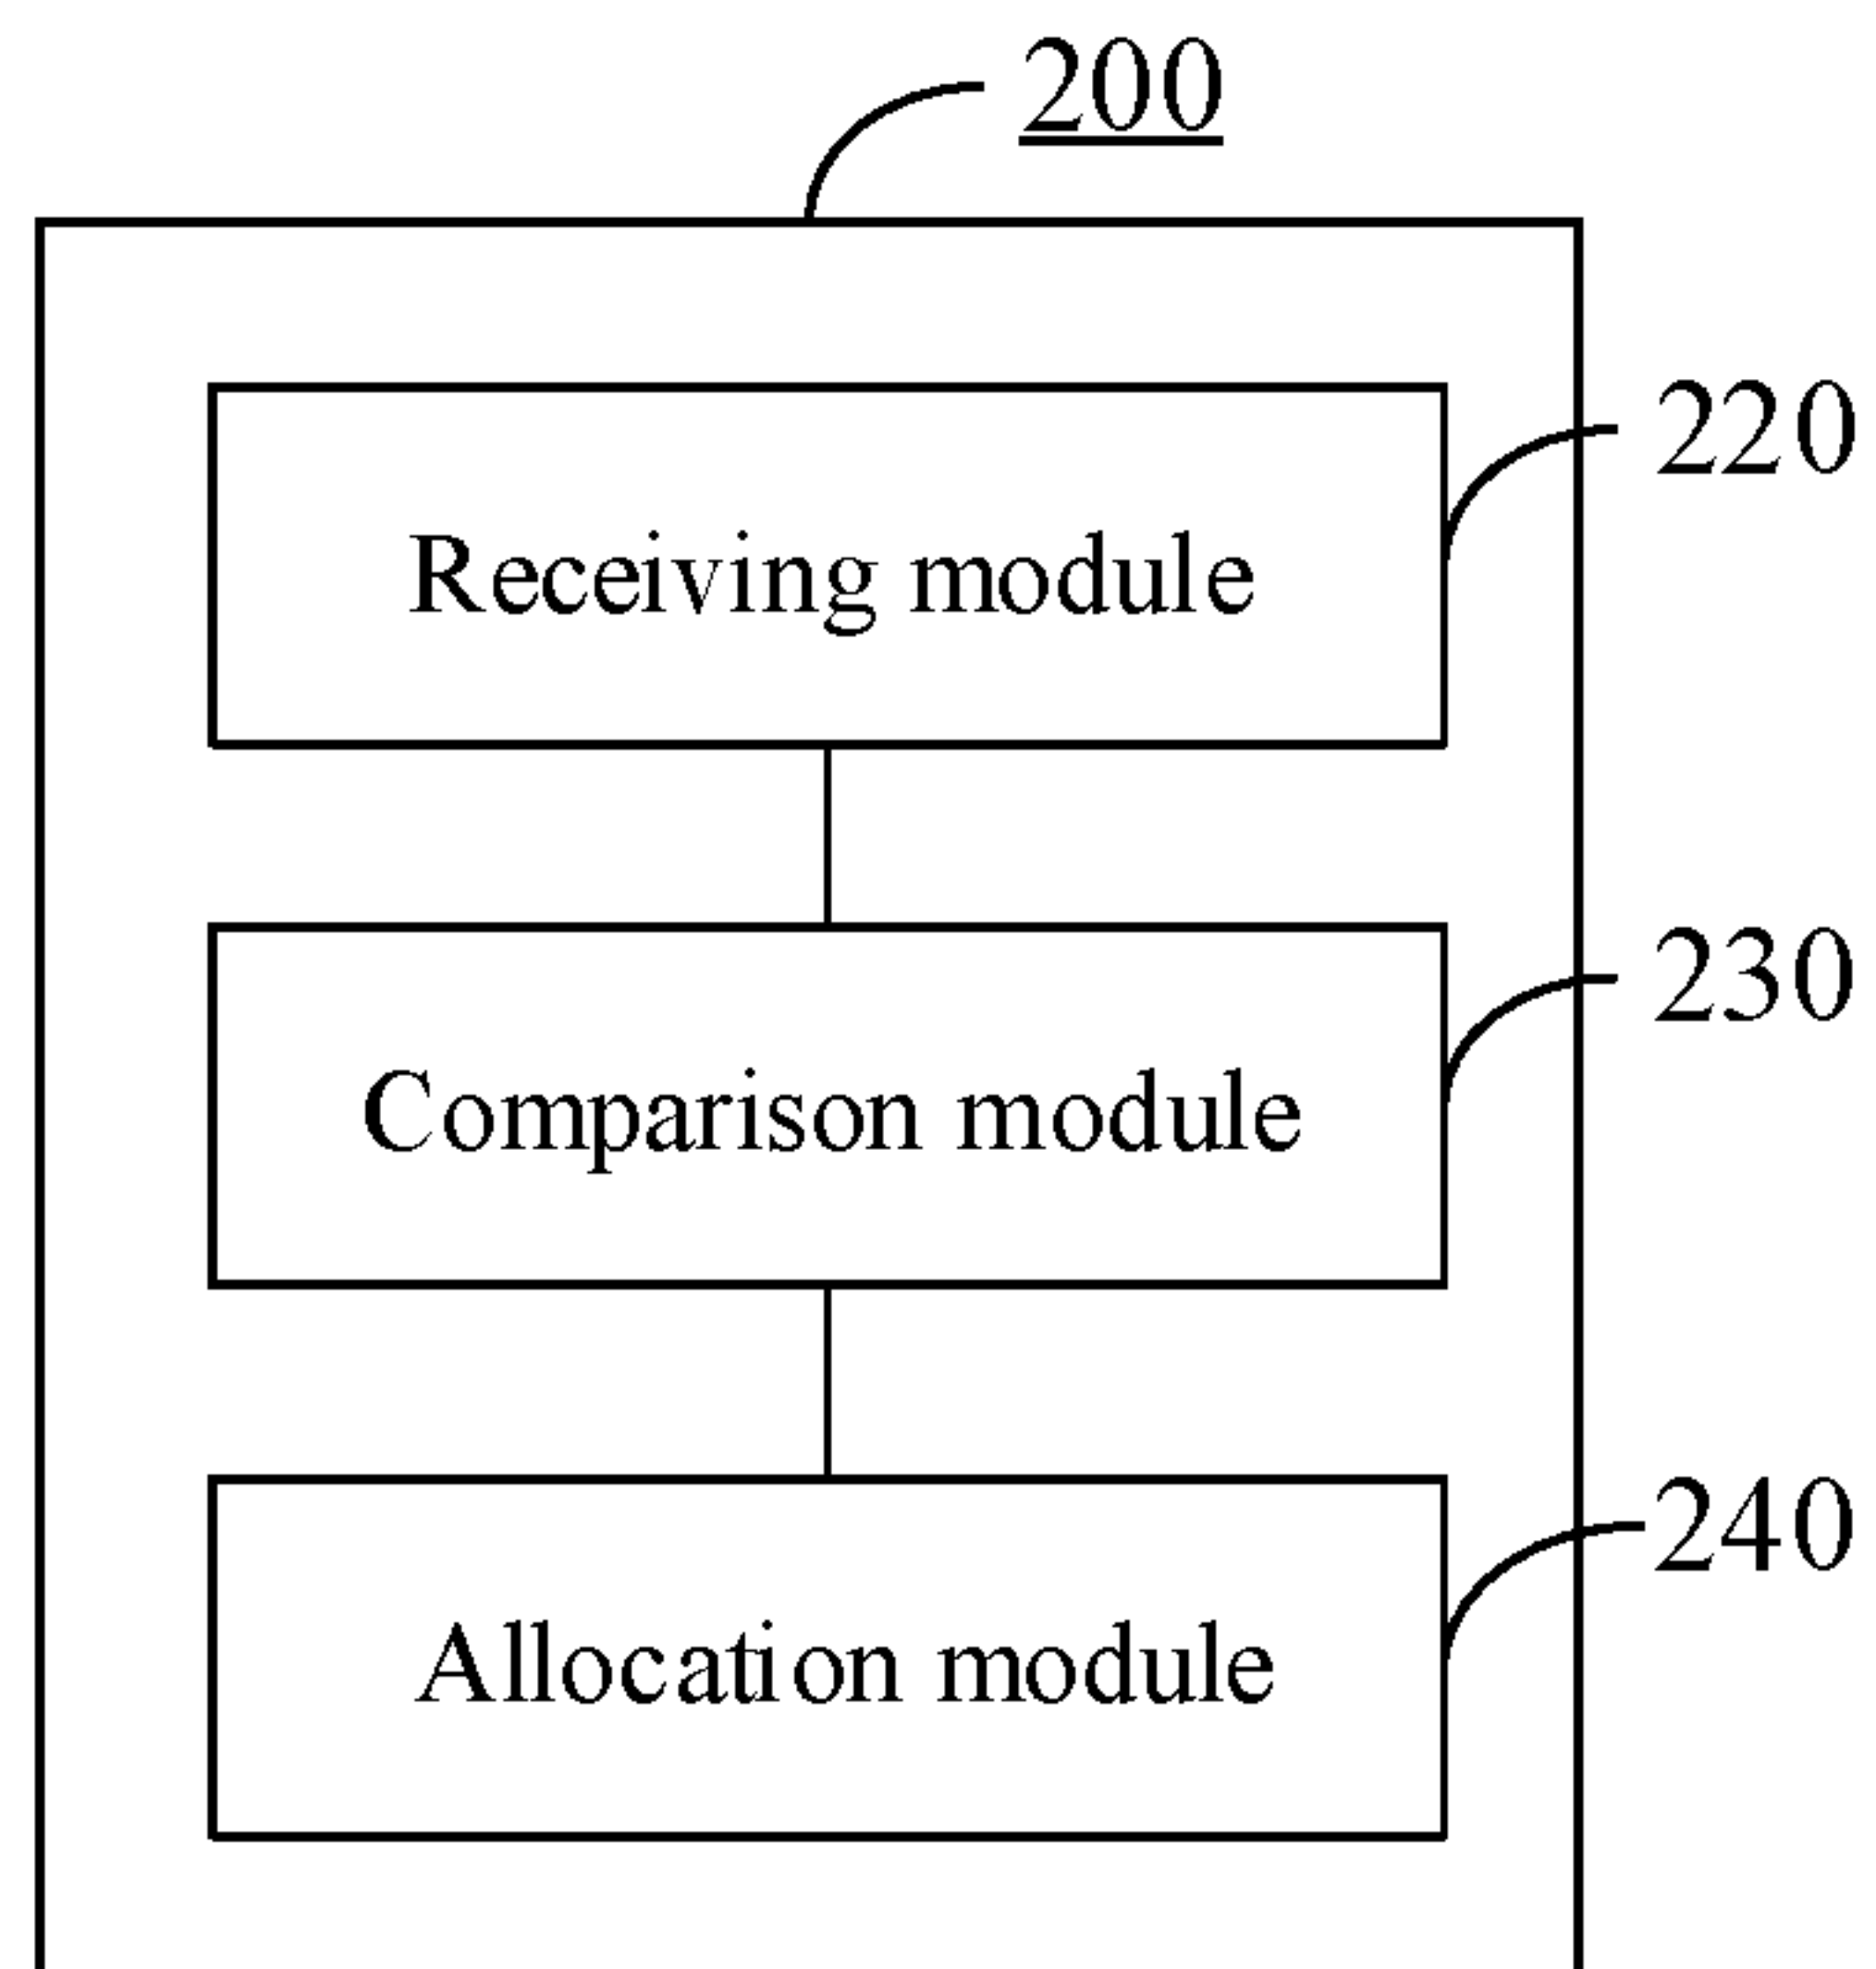 200
220
Receiving module
230
Comparison module
240
Allocation module